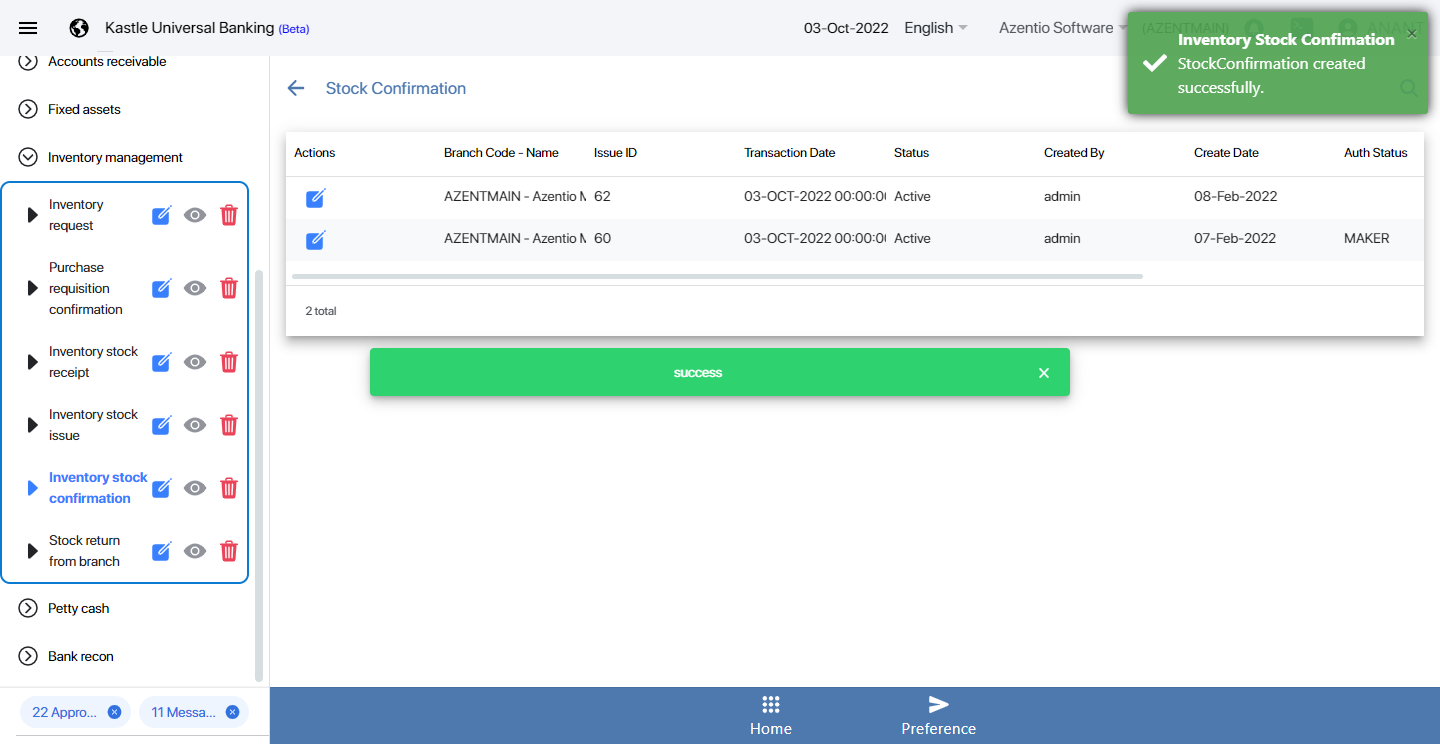 Kastle Universal Banking (Beta)
03-Oct-2022
English
Azentio Software
(AZENTMAIN)
Inventory Stock Confimation
StockConfirmation created
successfully.
Accounts receivable
Fixed assets
Inventory management
Inventory
request
Purchase
requisition
confirmation
Inventory stock
receipt
Inventory stock
issue
Inventory stock
confirmation
Stock return
from branch
Petty cash
Bank recon
22 Appro...
11 Messa...
Stock Confirmation
Actions Branch Code - Name Issue ID Transaction Date Status Created By Create Date Auth Status
AZENTMAIN - Azentio M 62 03-OCT-2022 00:00:00 Active admin 08-Feb-2022
AZENTMAIN - Azentio M 60 03-OCT-2022 00:00:00 Active admin 07-Feb-2022 MAKER
2 total
success
Home
Preference